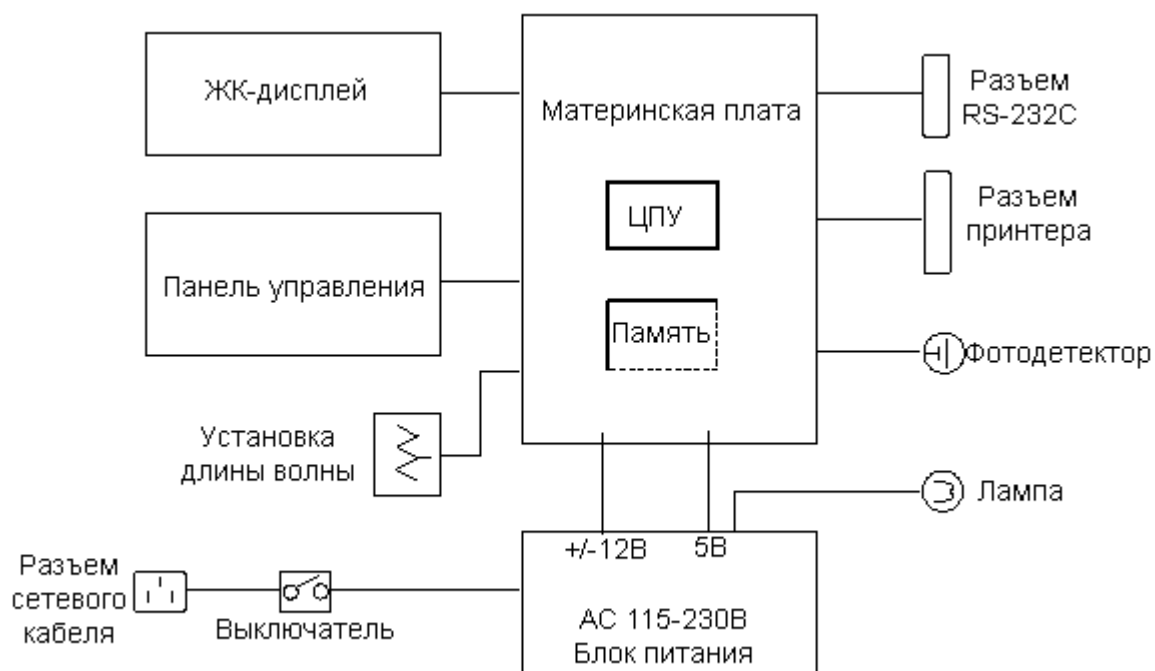 ЖК-дисплей
Материнская плата
Разъем
RS-232C
ЦПУ
Разъем
принтера
Панель управления
Память
Фотодетектор
Установка
длины волны
Лампа
+/-12В
5В
Разъем
сетевого
кабеля
Выключатель
АС 115-230В
Блок питания